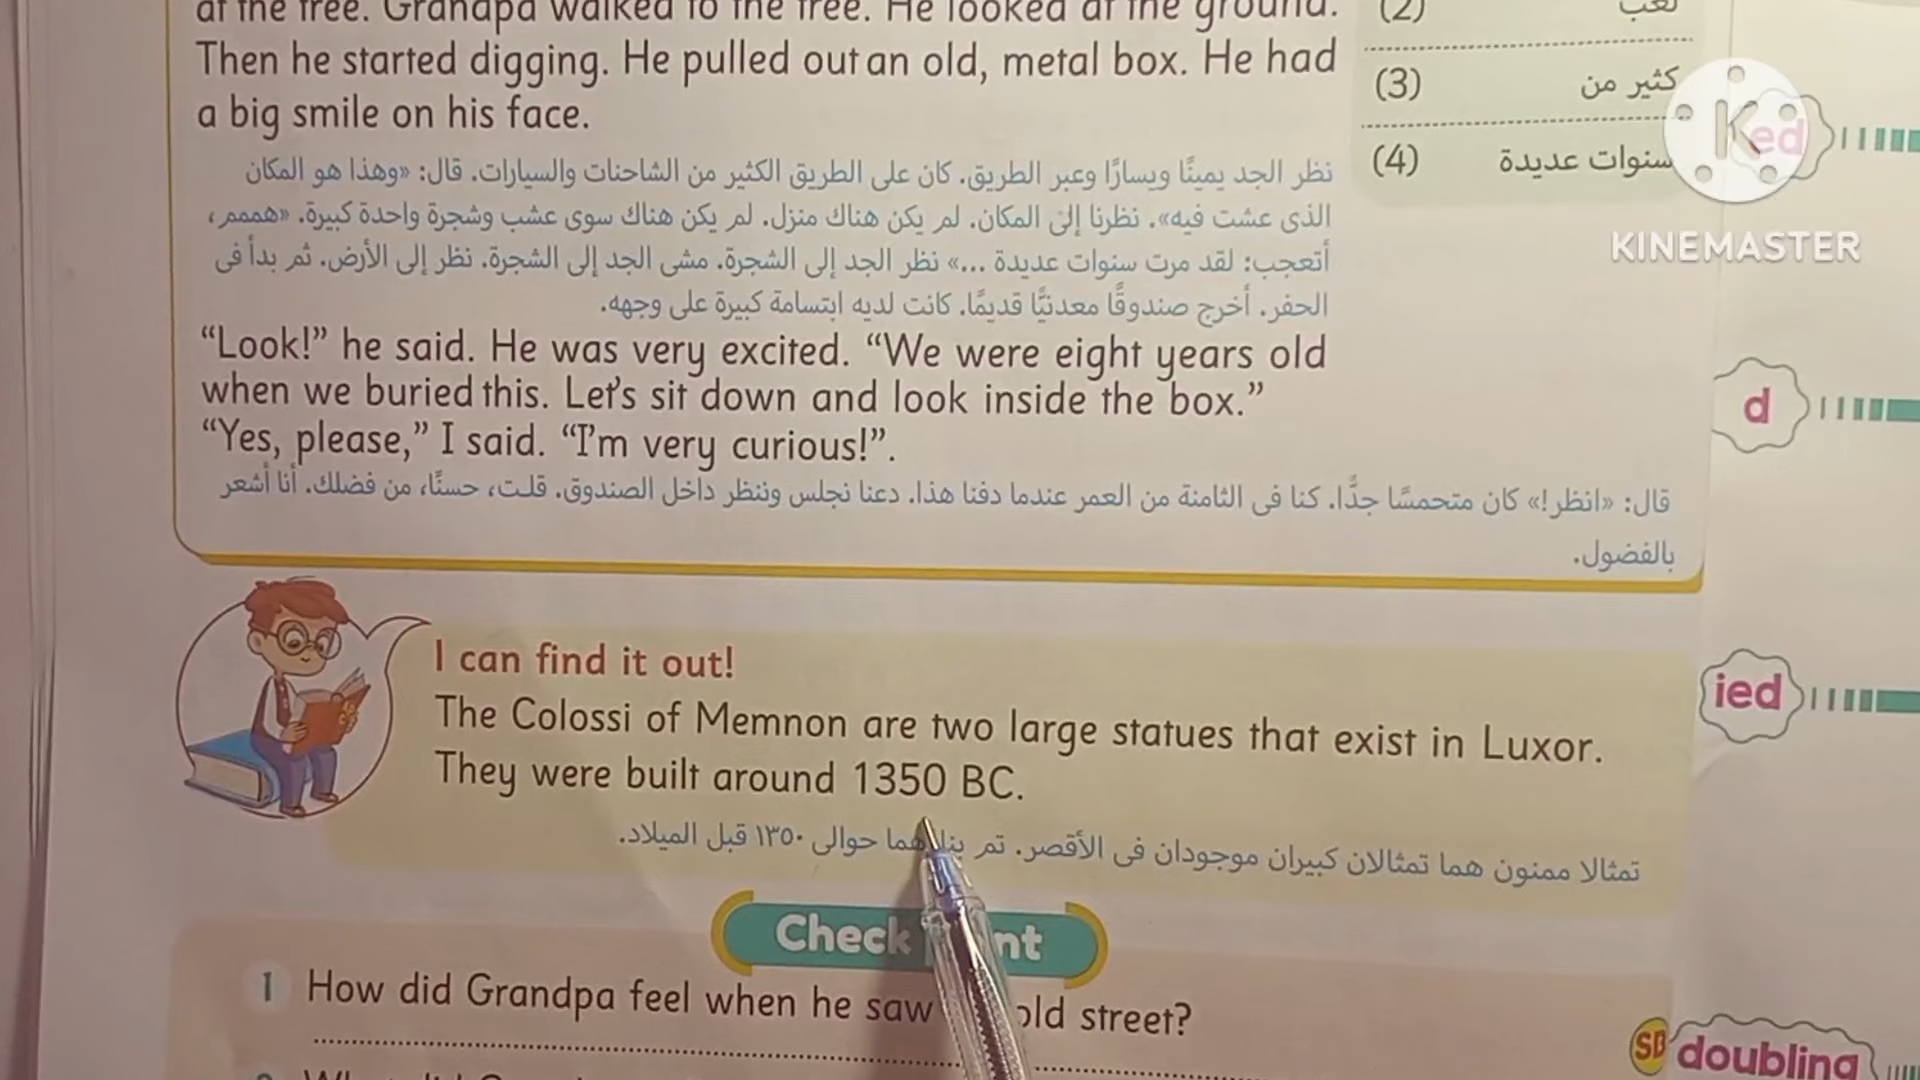 at the tree. Grandpa walked to the tree. He looked at the ground.
Then he started digging. He pulled out an old, metal box. He had
a big smile on his face.
نظر الجد يمينًا ويسارًا وعبر الطريق. كان على الطريق الكثير من الشاحنات والسيارات. قال: «وهذا هو المكان
الذى عشت فيه». نظرنا إلى المكان. لم يكن هناك منزل. لم يكن هناك سوى عشب وشجرة واحدة كبيرة. «هممم،
أتعجب: لقد مرت سنوات عديدة ...» نظر الجد إلى الشجرة. مشى الجد إلى الشجرة. نظر إلى الأرض. ثم بدأ فى
الحفر. أخرج صندوقًا معدنيًّا قديمًا. كانت لديه ابتسامة كبيرة على وجهه.
“Look!” he said. He was very excited. “We were eight years old
when we buried this. Let’s sit down and look inside the box.”
“Yes, please,” I said. “I’m very curious!”.
قال: «انظر!» كان متحمسًا جدًّا. كنا فى الثامنة من العمر عندما دفنا هذا. دعنا نجلس وننظر داخل الصندوق. قلت، حسنًا، من فضلك. أنا أشعر
بالفضول.
(2) لعب
(3) كثير من
(4) سنوات عديدة
K
KINEMASTER
ed
d
ied
I can find it out!
The Colossi of Memnon are two large statues that exist in Luxor.
They were built around 1350 BC.
تمثالا ممنون هما تمثالان كبيران موجودان فى الأقصر. تم حوالى ١٣٥٠ قبل الميلاد.
Check
1 How did Grandpa feel when he saw old street?
SB doubling